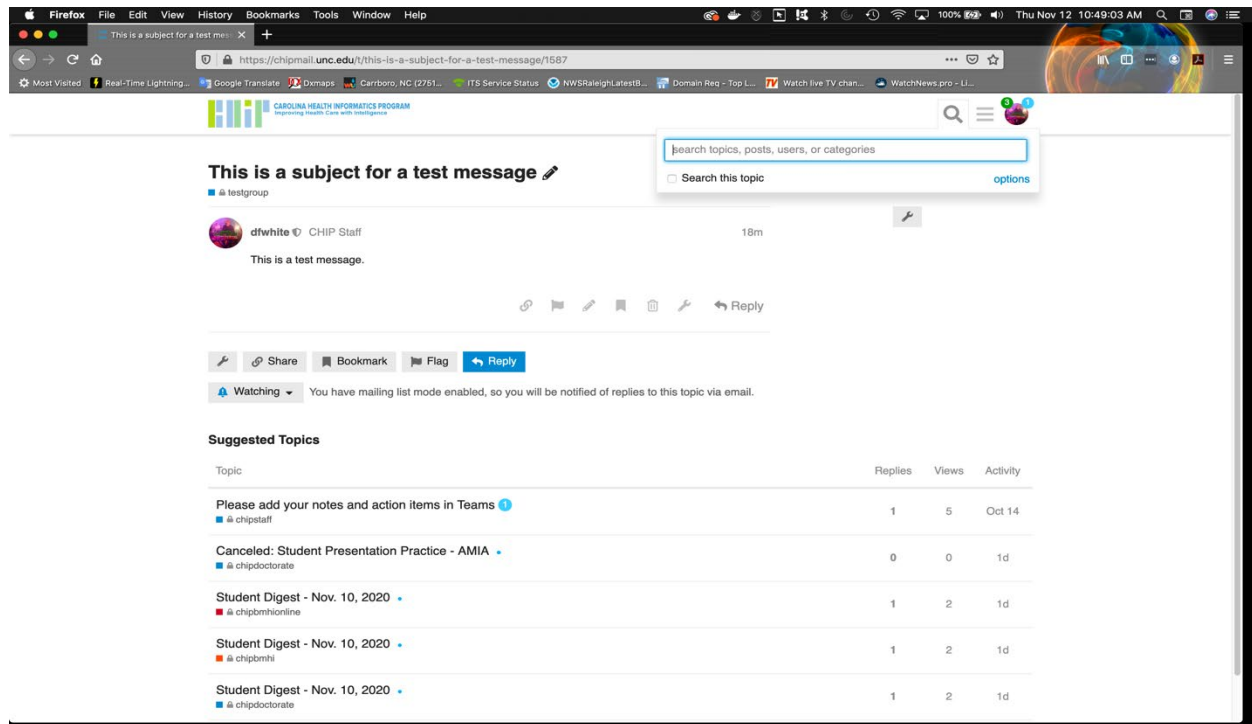 Firefox File Edit View History Bookmarks Tools Window Help 100% Thu Nov 12 10:49:03 AM
This is a subject for a test mess
https://chipmail.unc.edu/t/this-is-a-subject-for-a-test-message/1587
Most Visited Real-Time Lightning... Google Translate Dxmaps Carrboro, NC (2751... ITS Service Status NWSRaleighLatestB... Domain Req - Top L... Watch live TV chan... WatchNews.pro - Li...
CAROLINA HEALTH INFORMATICS PROGRAM
Improving Health Care with Intelligence
3 1
search topics, posts, users, or categories
Search this topic options
This is a subject for a test message
testgroup
dfwhite CHIP Staff 18m
This is a test message.
Reply
Share Bookmark Flag Reply
Watching You have mailing list mode enabled, so you will be notified of replies to this topic via email.
Suggested Topics
Topic Replies Views Activity
Please add your notes and action items in Teams 1 1 5 Oct 14
chipstaff
Canceled: Student Presentation Practice - AMIA 0 0 1d
chipdoctorate
Student Digest - Nov. 10, 2020 1 2 1d
chipbmhionline
Student Digest - Nov. 10, 2020 1 2 1d
chipbmhi
Student Digest - Nov. 10, 2020 1 2 1d
chipdoctorate